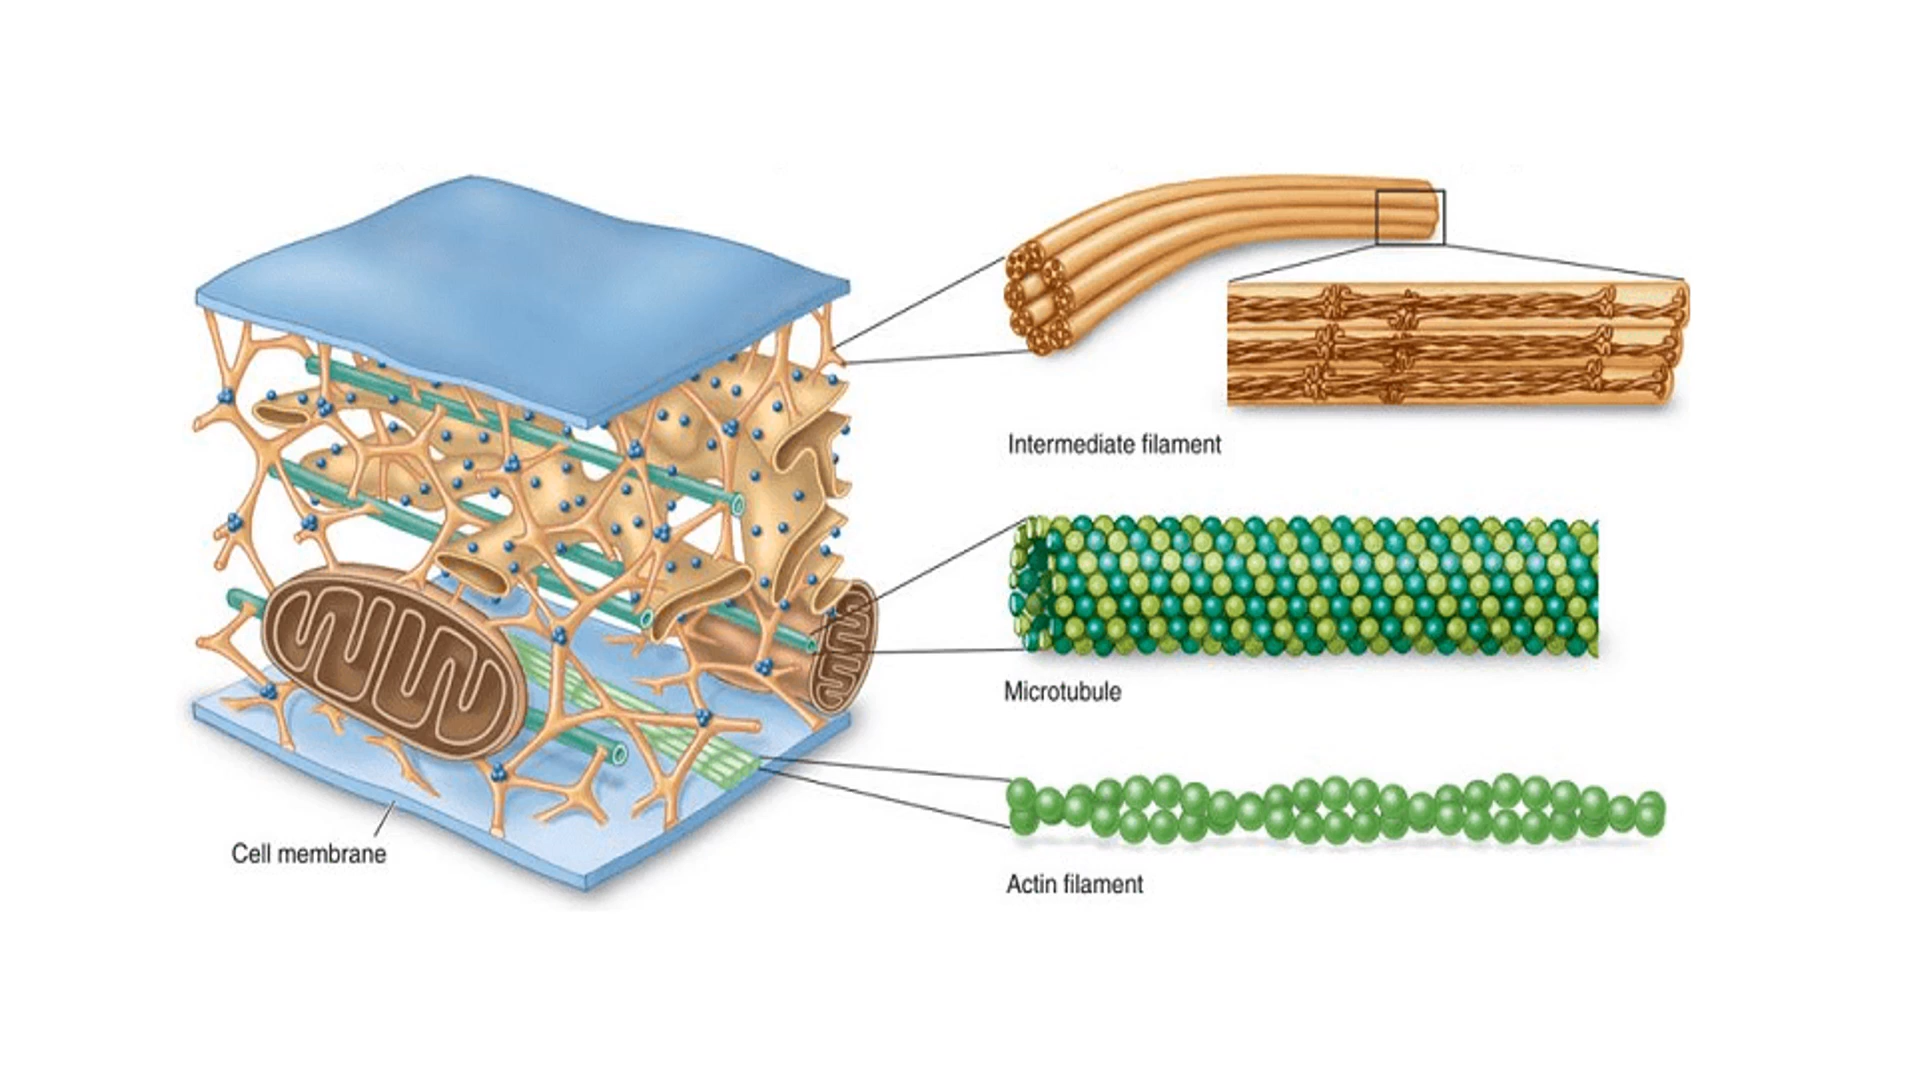 Intermediate filament
Microtubule
Cell membrane
Actin filament